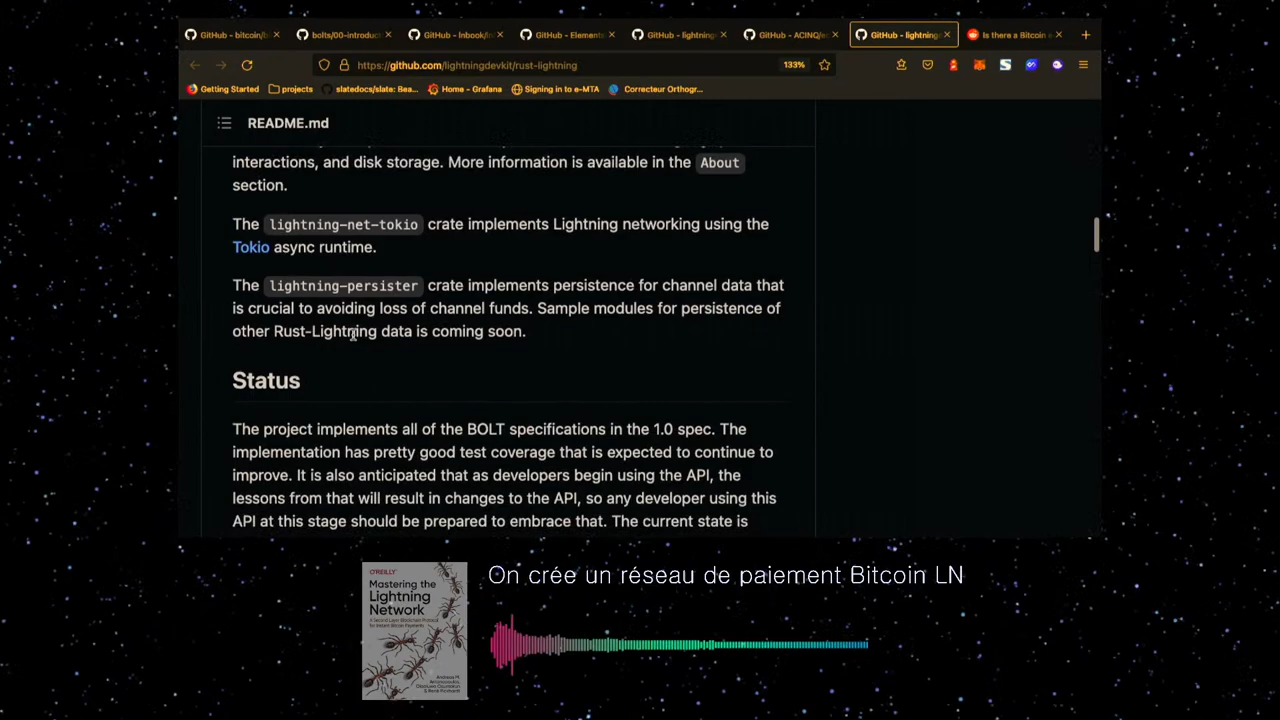 GitHub - bitcoin/b
bolts/00-introduc
GitHub - lnbook/ln
GitHub - Elements
GitHub - lightning
GitHub - ACINQ/e
GitHub - lightning
Is there a Bitcoin
https://github.com/lightningdevkit/rust-lightning
133%
Getting Started
projects
slatedocs/slate: Bea...
Home - Grafana
Signing in to e-MTA
Correcteur Orthogr...
README.md
interactions, and disk storage. More information is available in the About
section.
The lightning-net-tokio crate implements Lightning networking using the
Tokio async runtime.
The lightning-persister crate implements persistence for channel data that
is crucial to avoiding loss of channel funds. Sample modules for persistence of
other Rust-Lightning data is coming soon.
Status
The project implements all of the BOLT specifications in the 1.0 spec. The
implementation has pretty good test coverage that is expected to continue to
improve. It is also anticipated that as developers begin using the API, the
lessons from that will result in changes to the API, so any developer using this
API at this stage should be prepared to embrace that. The current state is
O'REILLY
Mastering the
Lightning
Network
A Second Layer Blockchain Protocol
for Instant Bitcoin Payments
Andreas M.
Antonopoulos,
Olaoluwa Osuntokun
& René Pickhardt
On crée un réseau de paiement Bitcoin LN